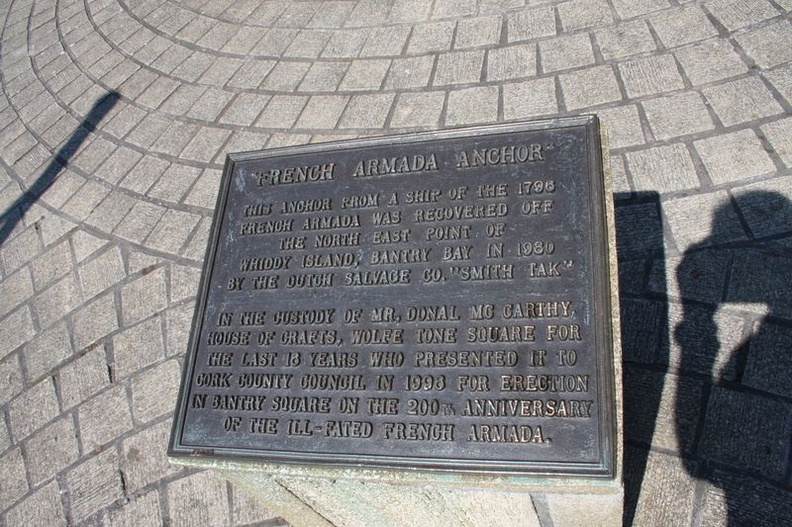 "FRENCH ARMADA ANCHOR"
THIS ANCHOR FROM A SHIP OF THE 1796
FRENCH ARMADA WAS RECOVERED OFF
THE NORTH EAST POINT OF
WHIDDY ISLAND, BANTRY BAY IN 1980
BY THE DUTCH SALVAGE CO. "SMITH TAK"
IN THE CUSTODY OF MR, DONAL MC CARTHY,
HOUSE OF CRAFTS, WOLFE TONE SQUARE FOR
THE LAST 18 YEARS WHO PRESENTED IT TO
CORK COUNTY COUNCIL IN 1998 FOR ERECTION
IN BANTRY SQUARE ON THE 200TH ANNIVERSARY
OF THE ILL-FATED FRENCH ARMADA.